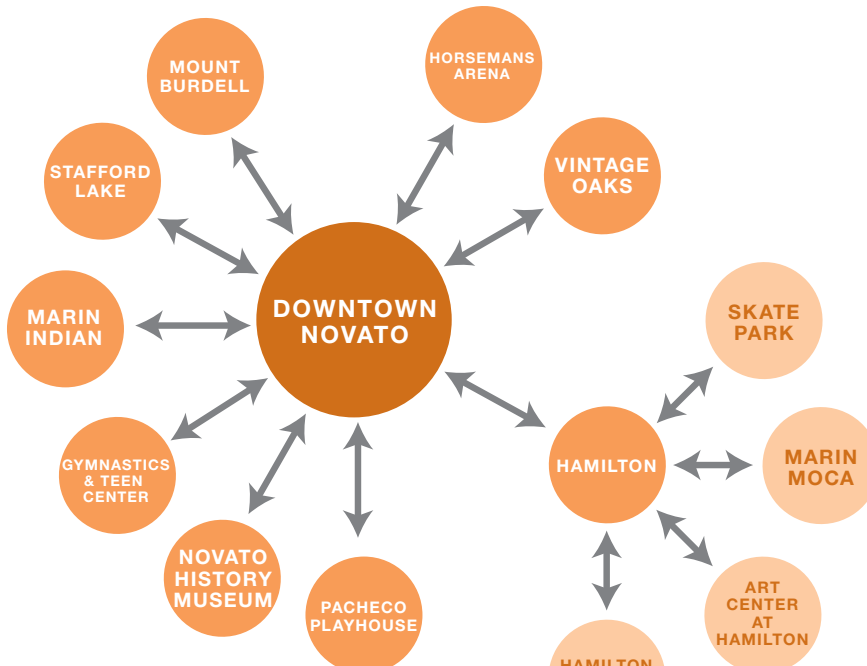 MOUNT
BURDELL
HORSEMANS
ARENA
STAFFORD
LAKE
VINTAGE
OAKS
DOWNTOWN
NOVATO
MARIN
INDIAN
SKATE
PARK
GYMNASTICS
& TEEN
CENTER
HAMILTON
MARIN
MOCA
NOVATO
HISTORY
MUSEUM
PACHECO
PLAYHOUSE
ART
CENTER
AT
HAMILTON
HAMILTON